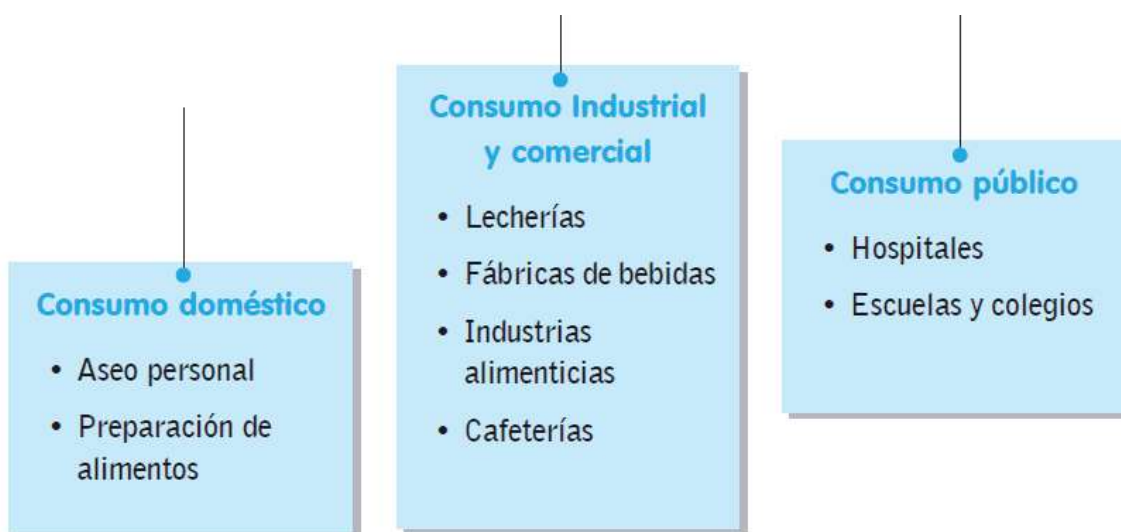 Consumo doméstico
• Aseo personal
• Preparación de
alimentos
Consumo Industrial
y comercial
• Lecherías
• Fábricas de bebidas
• Industrias
alimenticias
• Cafeterías
Consumo público
• Hospitales
• Escuelas y colegios